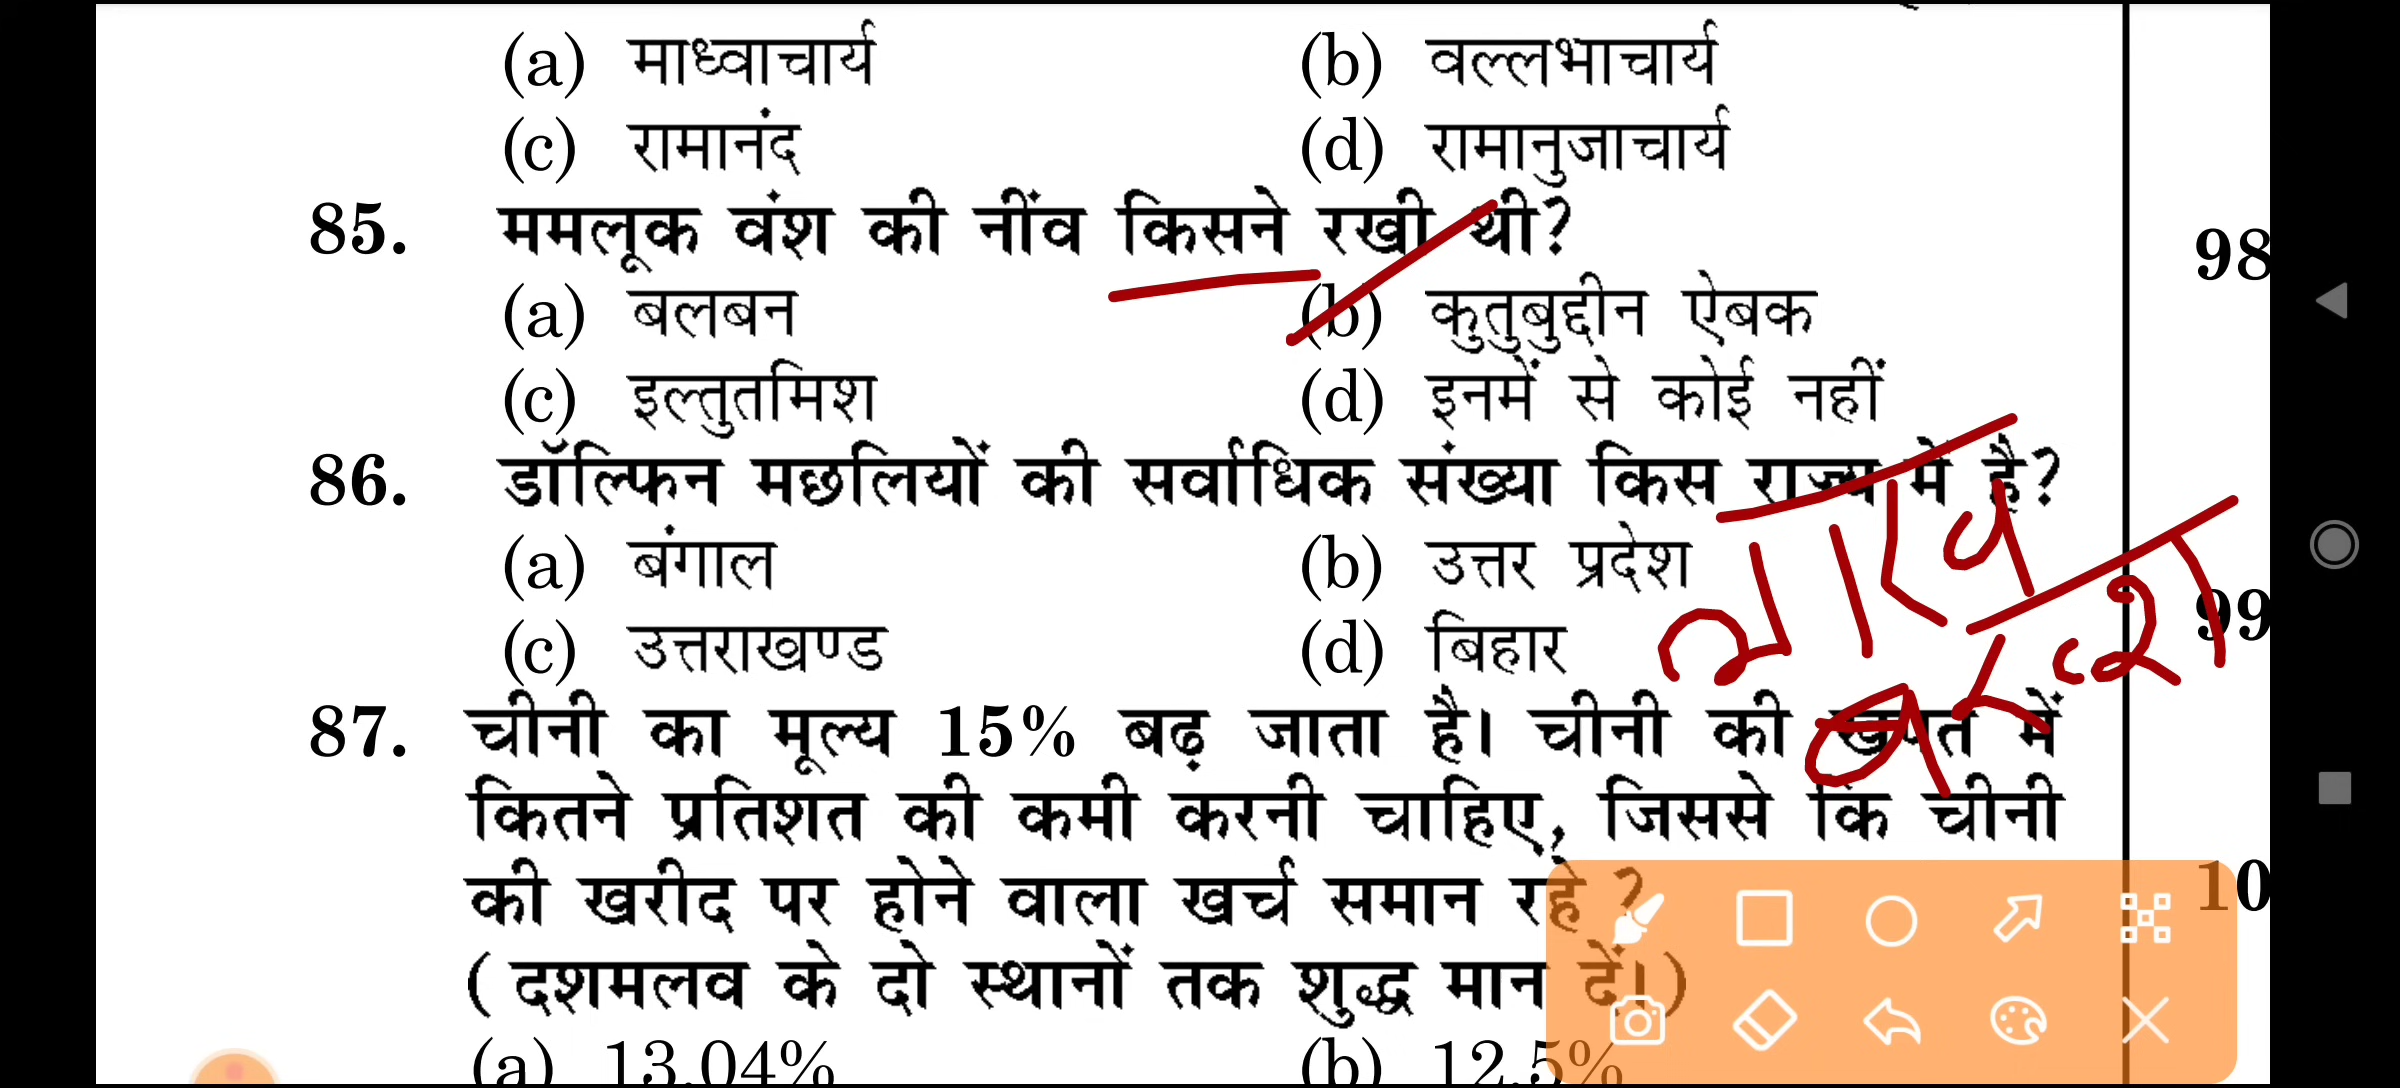 (a) माध्वाचार्य (b) वल्लभाचार्य
(c) रामानंद (d) रामानुजाचार्य
85. ममलूक वंश की नींव किसने रखी थी?
(a) बलबन (b) कुतुबुद्दीन ऐबक
(c) इल्तुतमिश (d) इनमें से कोई नहीं
86. डॉल्फिन मछलियों की सर्वाधिक संख्या किस राज्य में है?
(a) बंगाल (b) उत्तर प्रदेश
(c) उत्तराखण्ड (d) बिहार
87. चीनी का मूल्य 15% बढ़ जाता है। चीनी की खपत में
कितने प्रतिशत की कमी करनी चाहिए, जिससे कि चीनी
की खरीद पर होने वाला खर्च समान रहे ?
( दशमलव के दो स्थानों तक शुद्ध मान दें।)
(a) 13.04% (b) 12.5%
98
99
10